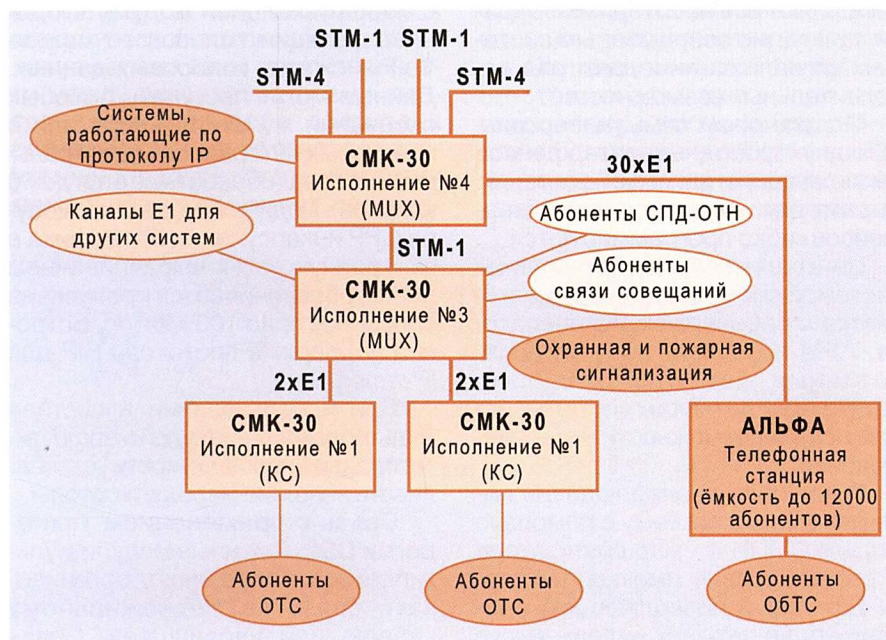 STM-1 STM-1
STM-4 STM-4
Системы,
работающие по
протоколу IP
СМК-30
Исполнение №4
(MUX)
30xE1
Каналы Е1 для
других систем
Абоненты СПД-ОТН
STM-1
Абоненты
связи совещаний
СМК-30
Исполнение №3
(MUX)
Охранная и пожарная
сигнализация
2xE1 2xE1
СМК-30
Исполнение №1
(КС)
СМК-30
Исполнение №1
(КС)
АЛЬФА
Телефонная
станция
(ёмкость до 12000
абонентов)
Абоненты
ОТС
Абоненты
ОТС
Абоненты
ОбТС